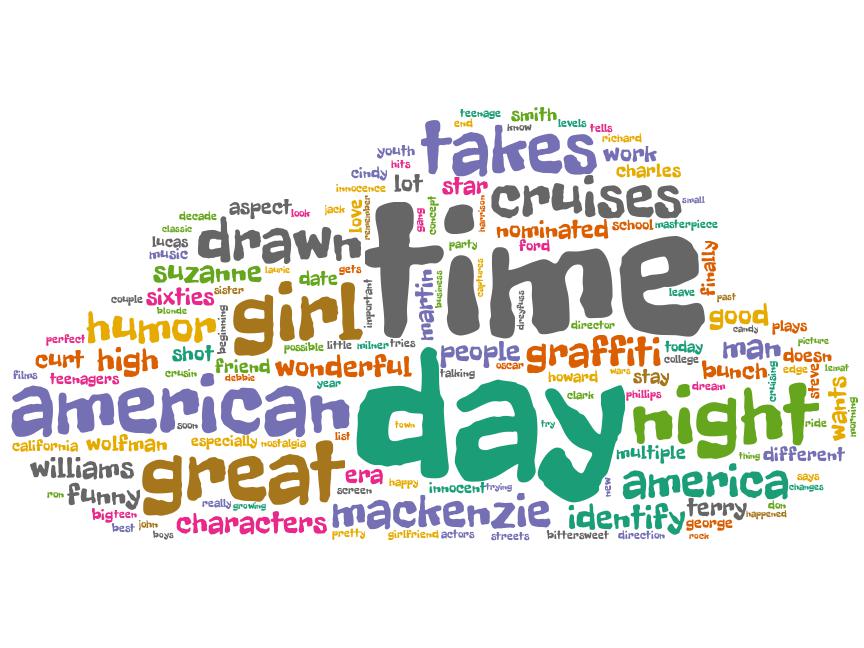 teenage
smith
end
know
levels
tells
youth
takes
richard
hits
work
cindy
charles
innocence
lot
star
cruises
small
decade
aspect
look
jack
love
remember
gang
concept
harrison
nominated
school
masterpiece
classic
lucas
drawn
time
party
ford
finally
music
suzanne
laurie
date
gets
martin
business
captures
couple
sixties
sister
important
dreyfuss
leave
past
blonde
girl
director
good
humor
beginning
candy
plays
perfect
possible
little
milner
tries
people
graffiti
today
man
picture
curt
high
shot
friend
wonderful
oscar
college
doesn
films
teenagers
crusin
debbie
talking
howard
wars
stay
bunch
cruising
edge
steve
lemat
year
clark
phillips
dream
wants
american
soon
day
night
ride
morning
town
try
california
wolfman
especially
nostalgia
list
multiple
thing
different
williams
great
era
happy
america
says
ron
funny
screen
innocent
trying
new
changes
really
growing
terry
don
bigteen
characters
mackenzie
identify
george
happened
best
john
boys
pretty
girlfriend
actors
streets
bittersweet
direction
rock